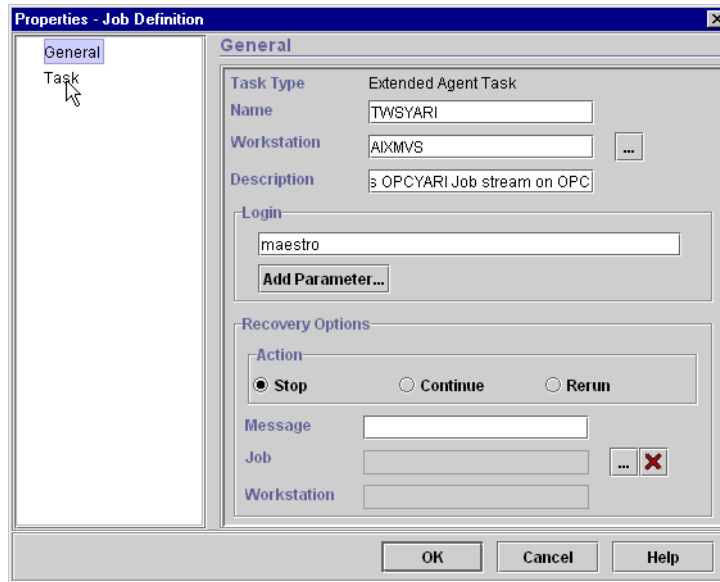 Properties - Job Definition
General
Task
General
Task Type Extended Agent Task
Name TWSYARI
Workstation AIXMVS ...
Description s OPCYARI Job stream on OPC
Login
maestro
Add Parameter...
Recovery Options
Action
Stop Continue Rerun
Message
Job ...
Workstation
OK Cancel Help